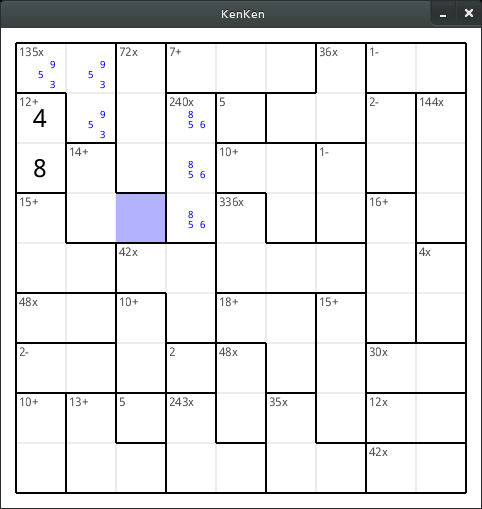 KenKen
135x 72x 7+ 36x 1-
9 9
5 5
3 3
12+ 240x 5 2- 144x
4 9 8
5 5 6
3
14+ 10+ 1-
8 8
5 6
15+ 336x 16+
8
5 6
42x 4x
48x 10+ 18+ 15+
2- 2 48x 30x
10+ 13+ 5 243x 35x 12x
42x